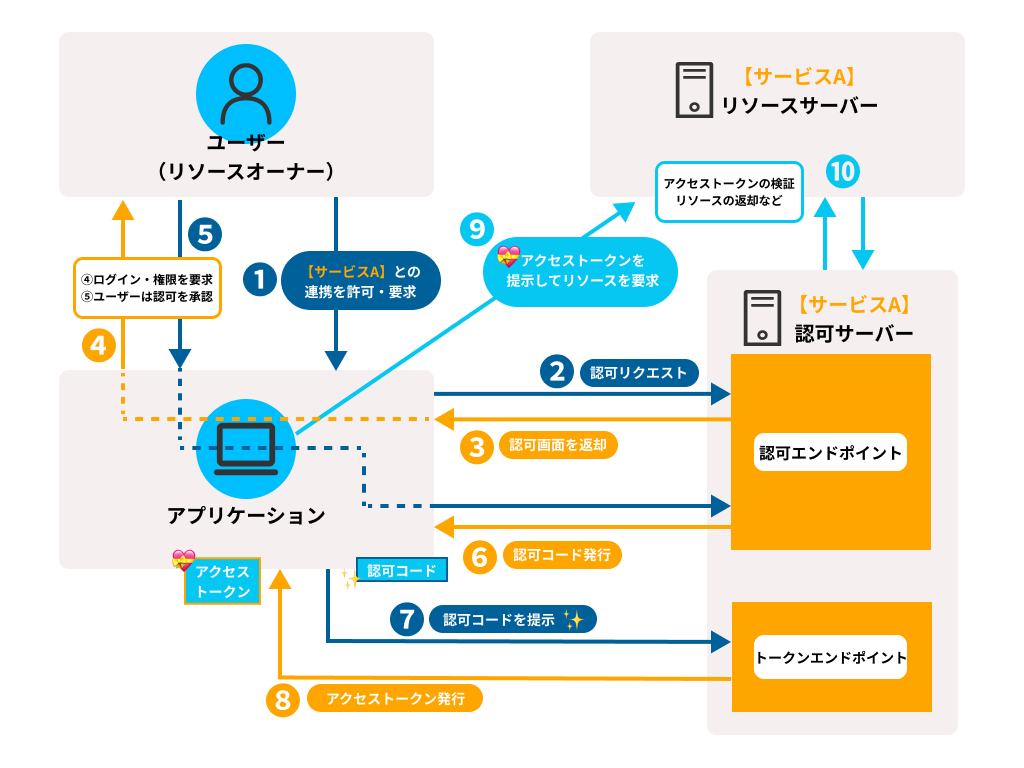 ユーザー
（リソースオーナー）
【サービスA】
リソースサーバー
アクセストークンの検証
リソースの返却など
10
9
アクセストークンを
提示してリソースを要求
5
1
【サービスA】との
連携を許可・要求
④ログイン・権限を要求
⑤ユーザーは認可を承認
4
【サービスA】
認可サーバー
2
認可リクエスト
3
認可画面を返却
認可エンドポイント
アプリケーション
6
認可コード発行
アクセス
トークン
認可コード
7
認可コードを提示
トークンエンドポイント
8
アクセストークン発行